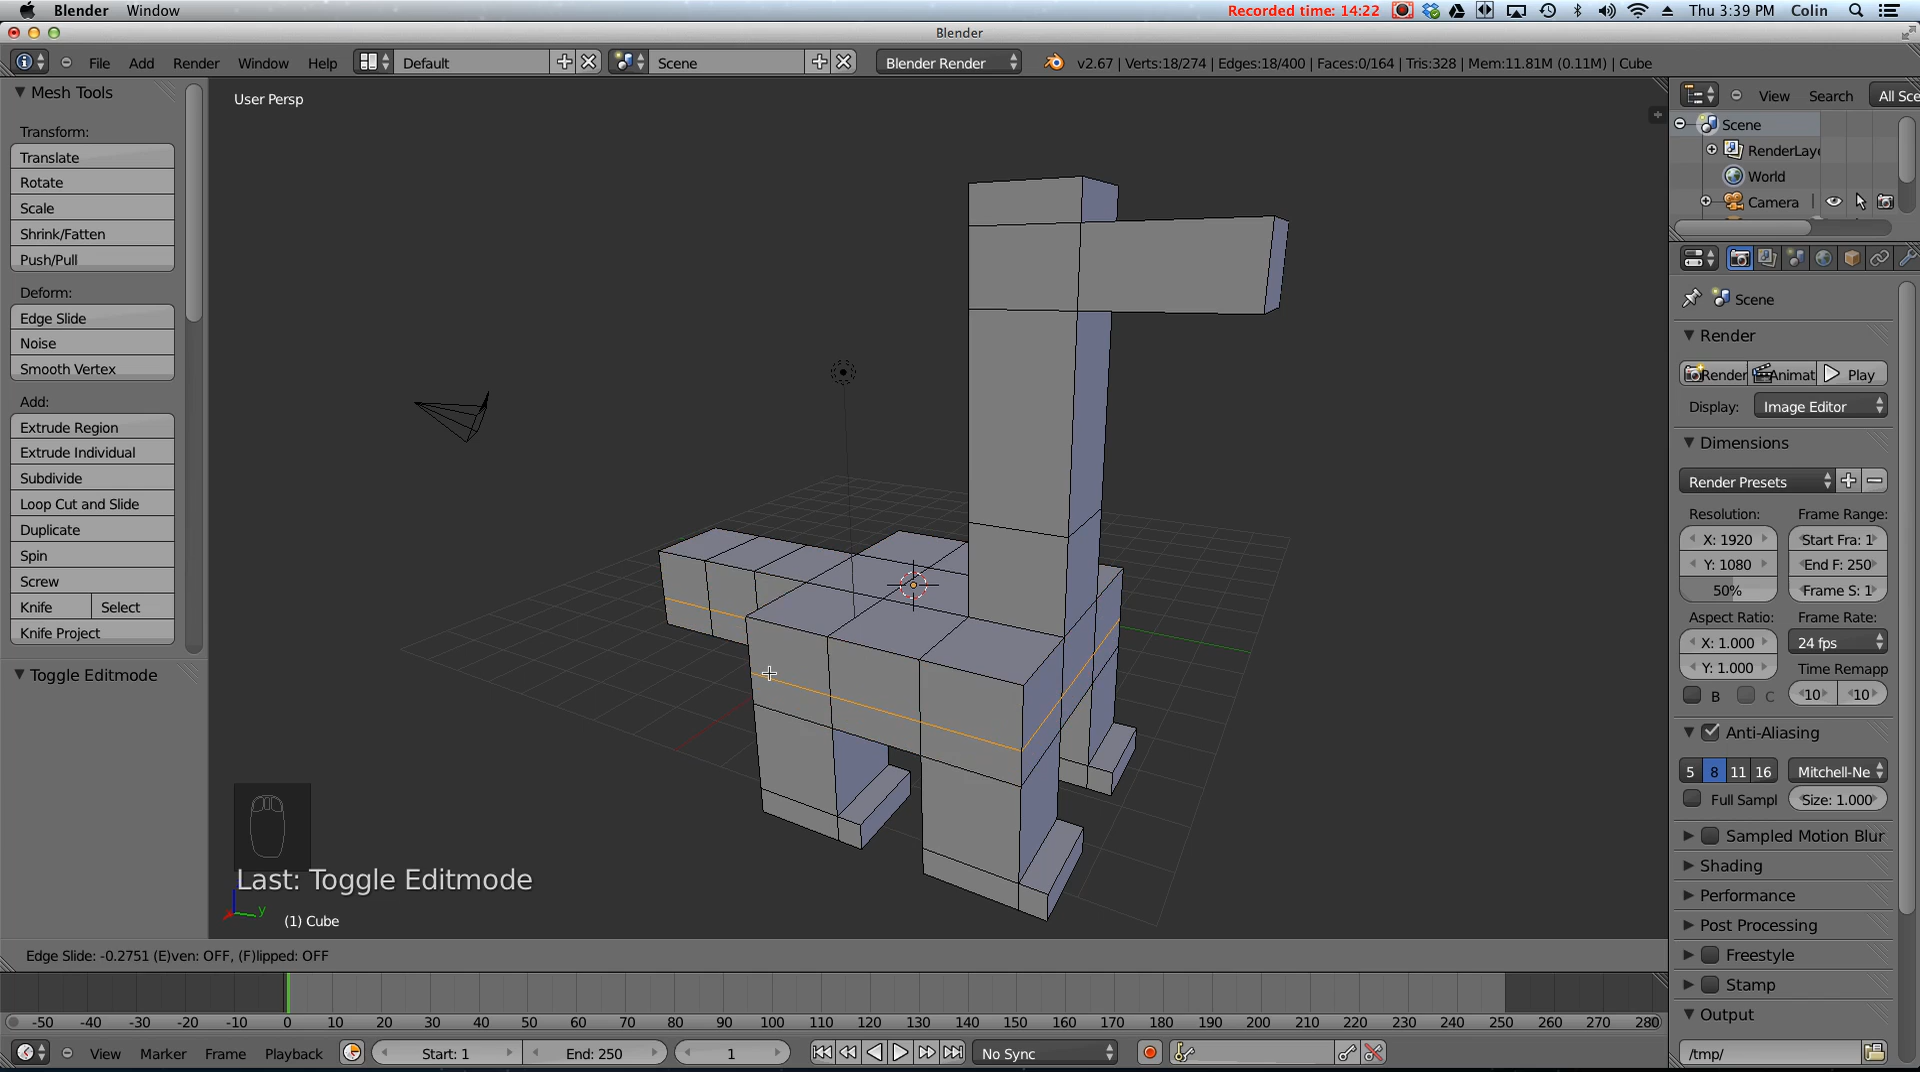 Blender Window Recorded time: 14:22 Thu 3:39 PM Colin
Blender
File Add Render Window Help Default Scene Blender Render v2.67 | Verts:18/274 | Edges:18/400 | Faces:0/164 | Tris:328 | Mem:11.81M (0.11M) | Cube
Mesh Tools
Transform:
Translate
Rotate
Scale
Shrink/Fatten
Push/Pull
Deform:
Edge Slide
Noise
Smooth Vertex
Add:
Extrude Region
Extrude Individual
Subdivide
Loop Cut and Slide
Duplicate
Spin
Screw
Knife Select
Knife Project
Toggle Editmode
User Persp
Last: Toggle Editmode
y
(1) Cube
Edge Slide: -0.2751 (E)ven: OFF, (F)lipped: OFF
View Search All Sce
Scene
RenderLaye
World
Camera
Scene
Render
Render Animat Play
Display: Image Editor
Dimensions
Render Presets
Resolution: Frame Range:
X: 1920 Start Fra: 1
Y: 1080 End F: 250
50% Frame S: 1
Aspect Ratio: Frame Rate:
X: 1.000 24 fps
Y: 1.000 Time Remapp
B C 10 10
Anti-Aliasing
5 8 11 16 Mitchell-Ne
Full Sampl Size: 1.000
Sampled Motion Blur
Shading
Performance
Post Processing
Freestyle
Stamp
Output
/tmp/
-50 -40 -30 -20 -10 0 10 20 30 40 50 60 70 80 90 100 110 120 130 140 150 160 170 180 190 200 210 220 230 240 250 260 270 280
View Marker Frame Playback Start: 1 End: 250 1 No Sync